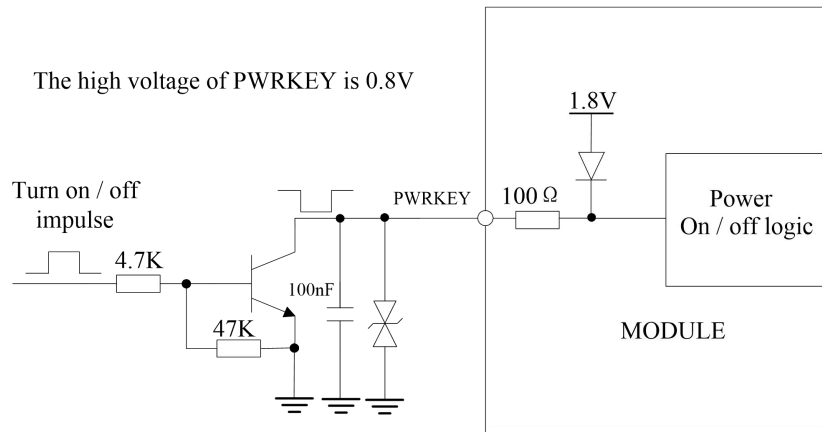 The high voltage of PWRKEY is 0.8V
1.8V
Turn on / off
impulse
PWRKEY
100Ω
Power
On / off logic
4.7K
100nF
47K
MODULE